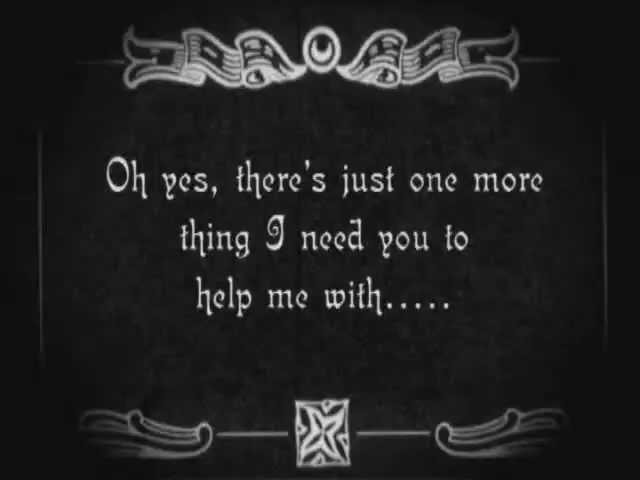 Oh yes, there's just one more
thing I need you to
help me with.....